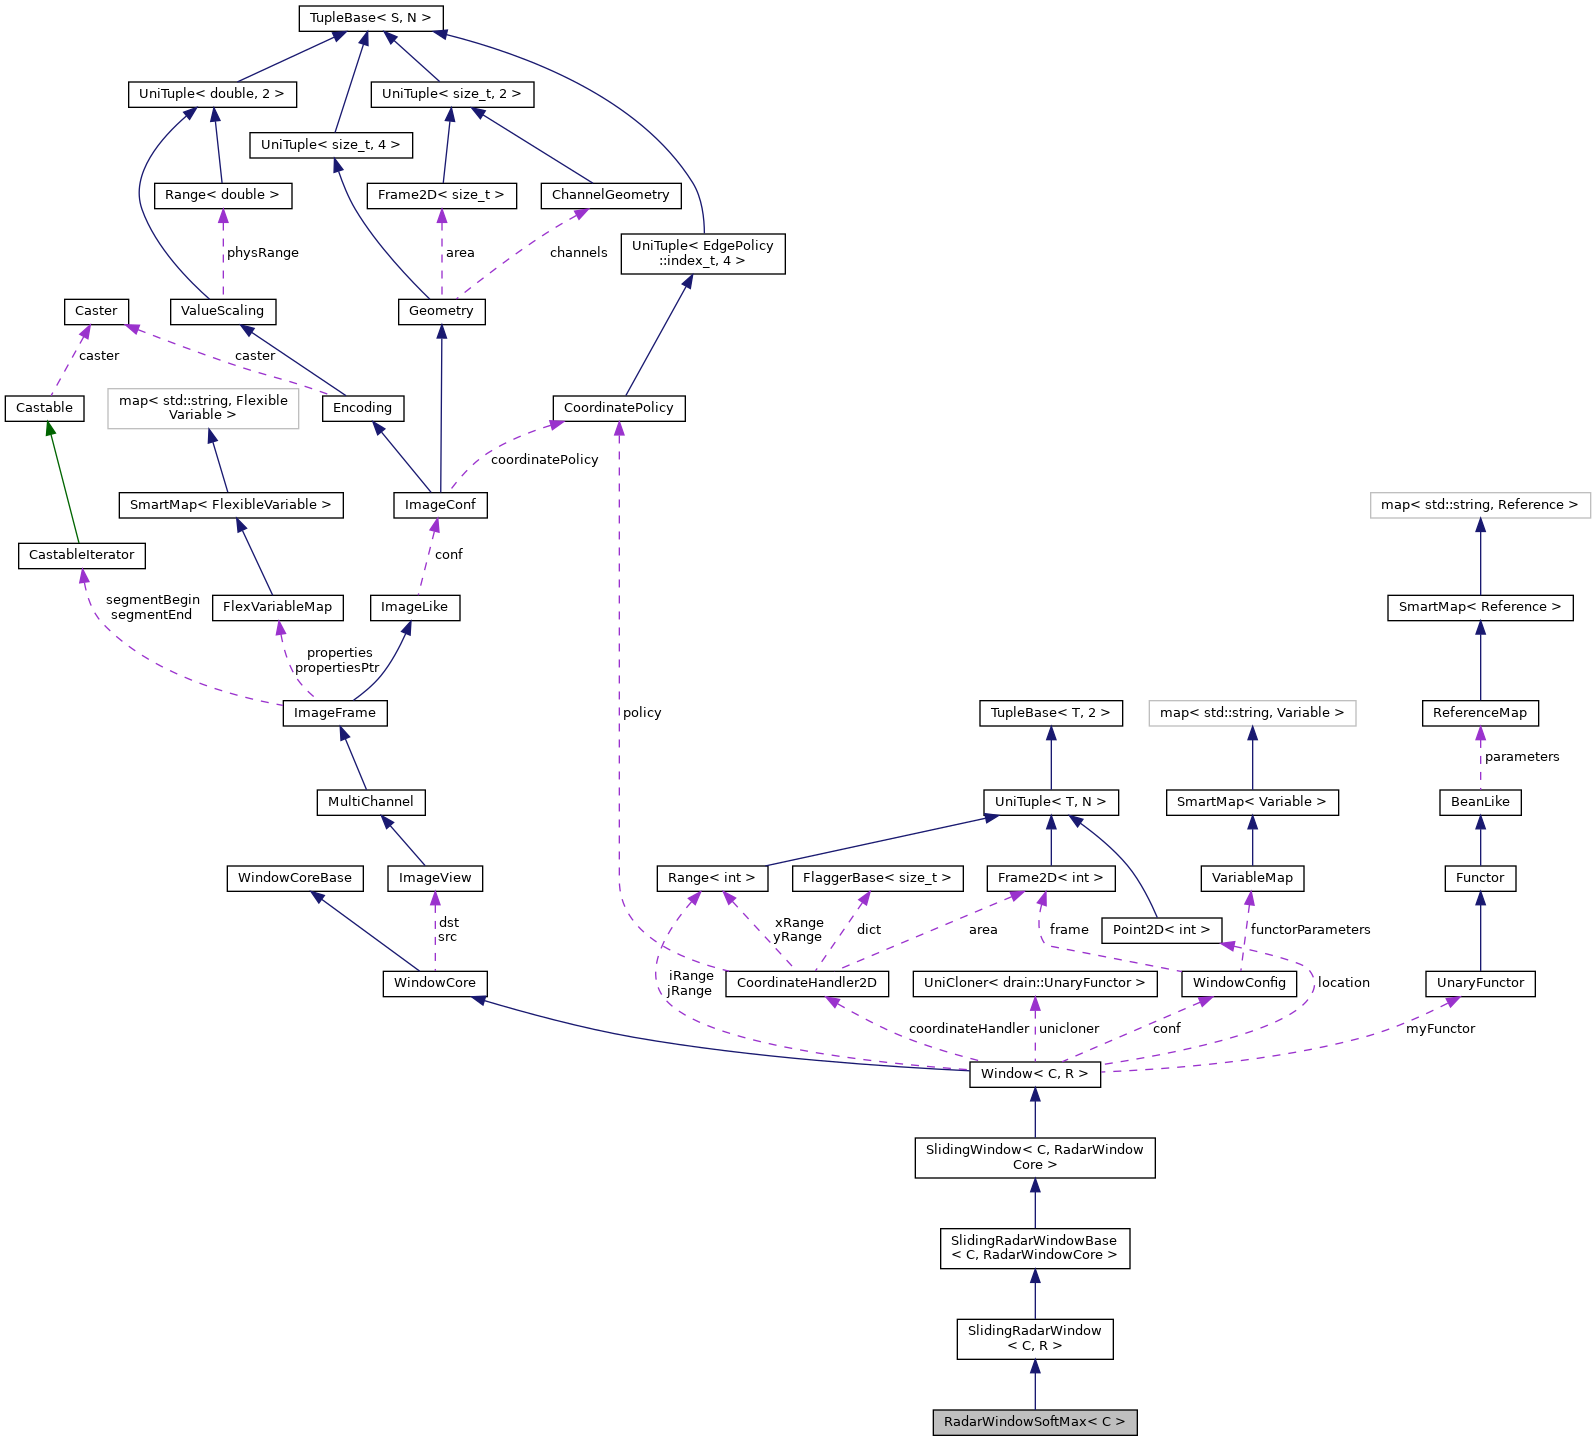 TupleBase< S, N >
UniTuple< double, 2 >
UniTuple< size_t, 2 >
UniTuple< size_t, 4 >
Range< double >
Frame2D< size_t >
ChannelGeometry
UniTuple< EdgePolicy
::index_t, 4 >
physRange
area
channels
Caster
ValueScaling
Geometry
caster
caster
map< std::string, Flexible
Variable >
Castable
Encoding
CoordinatePolicy
coordinatePolicy
SmartMap< FlexibleVariable >
ImageConf
map< std::string, Reference >
CastableIterator
conf
segmentBegin
segmentEnd
FlexVariableMap
ImageLike
SmartMap< Reference >
properties
propertiesPtr
ImageFrame
policy
TupleBase< T, 2 >
map< std::string, Variable >
ReferenceMap
parameters
MultiChannel
UniTuple< T, N >
SmartMap< Variable >
BeanLike
WindowCoreBase
ImageView
Range< int >
FlaggerBase< size_t >
Frame2D< int >
VariableMap
Functor
dst
src
xRange
yRange
dict
area
frame
Point2D< int >
functorParameters
WindowCore
iRange
jRange
CoordinateHandler2D
UniCloner< drain::UnaryFunctor >
WindowConfig
location
UnaryFunctor
coordinateHandler
unicloner
conf
myFunctor
Window< C, R >
SlidingWindow< C, RadarWindow
Core >
SlidingRadarWindowBase
< C, RadarWindowCore >
SlidingRadarWindow
< C, R >
RadarWindowSoftMax< C >